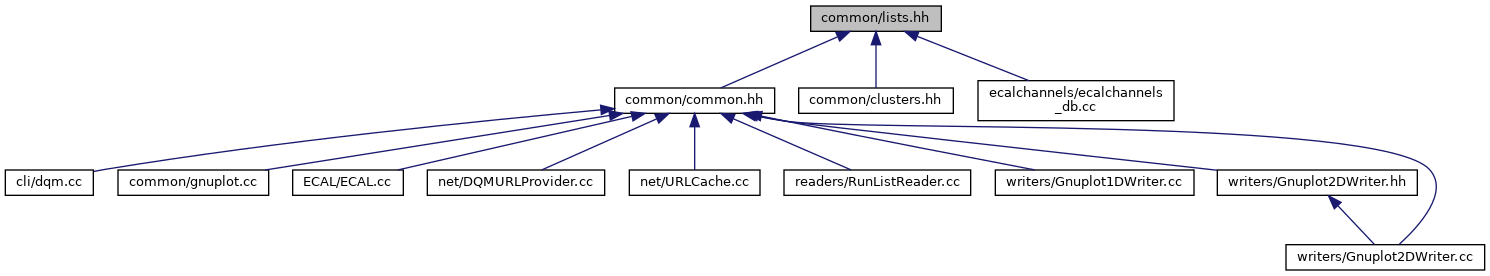 common/lists.hh
common/common.hh
common/clusters.hh
ecalchannels/ecalchannels
_db.cc
cli/dqm.cc
common/gnuplot.cc
ECAL/ECAL.cc
net/DQMURLProvider.cc
net/URLCache.cc
readers/RunListReader.cc
writers/Gnuplot1DWriter.cc
writers/Gnuplot2DWriter.hh
writers/Gnuplot2DWriter.cc